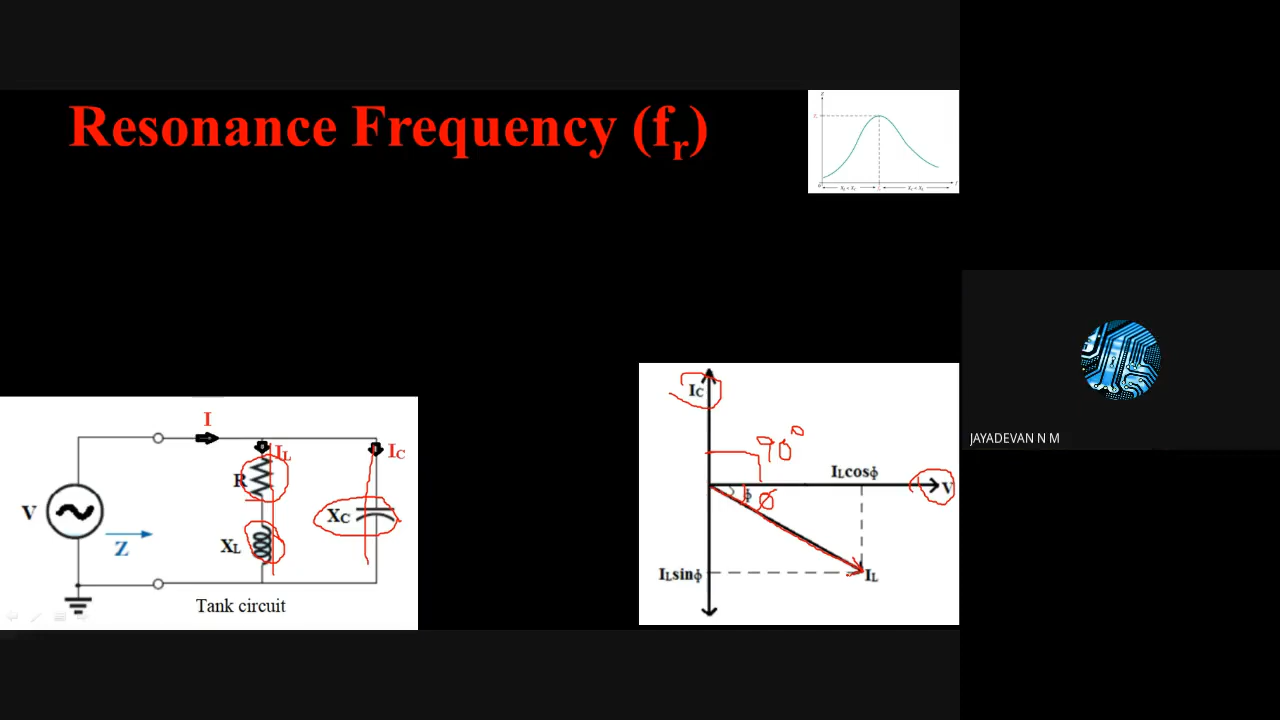 Resonance Frequency (fr)
I
IL
IC
R
V
XC
Z
XL
Tank circuit
IC
90°
ILcosϕ
V
ϕ
Ø
ILsinϕ
IL
JAYADEVAN N M